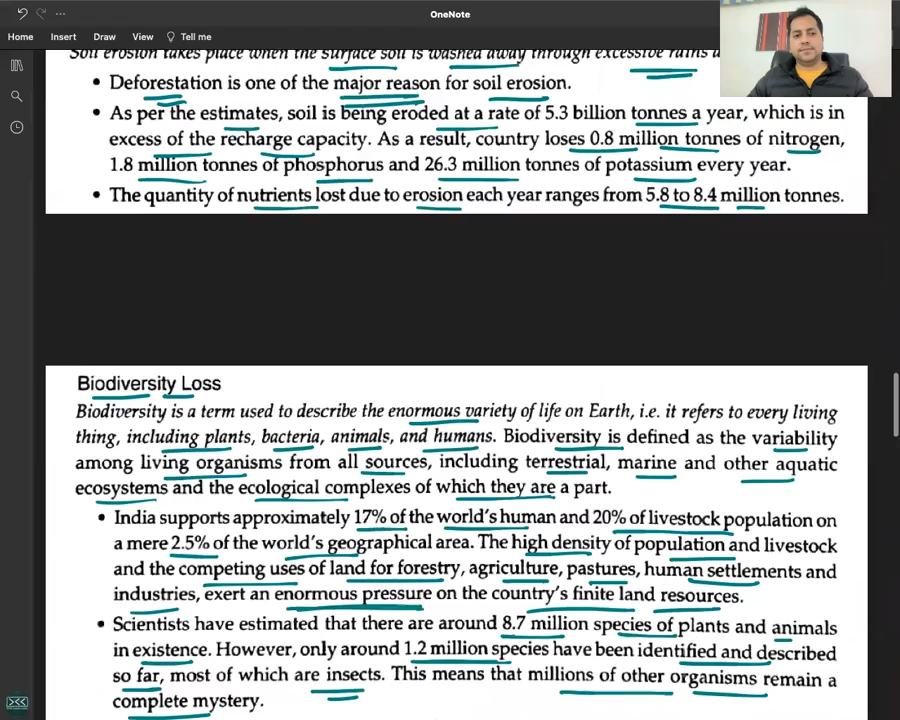 OneNote
Home Insert Draw View Tell me
Soil erosion takes place when the surface soil is washed away through excessive rains
• Deforestation is one of the major reason for soil erosion.
• As per the estimates, soil is being eroded at a rate of 5.3 billion tonnes a year, which is in
excess of the recharge capacity. As a result, country loses 0.8 million tonnes of nitrogen,
1.8 million tonnes of phosphorus and 26.3 million tonnes of potassium every year.
• The quantity of nutrients lost due to erosion each year ranges from 5.8 to 8.4 million tonnes.
Biodiversity Loss
Biodiversity is a term used to describe the enormous variety of life on Earth, i.e. it refers to every living
thing, including plants, bacteria, animals, and humans. Biodiversity is defined as the variability
among living organisms from all sources, including terrestrial, marine and other aquatic
ecosystems and the ecological complexes of which they are a part.
• India supports approximately 17% of the world's human and 20% of livestock population on
a mere 2.5% of the world's geographical area. The high density of population and livestock
and the competing uses of land for forestry, agriculture, pastures, human settlements and
industries, exert an enormous pressure on the country's finite land resources.
• Scientists have estimated that there are around 8.7 million species of plants and animals
in existence. However, only around 1.2 million species have been identified and described
so far, most of which are insects. This means that millions of other organisms remain a
complete mystery.